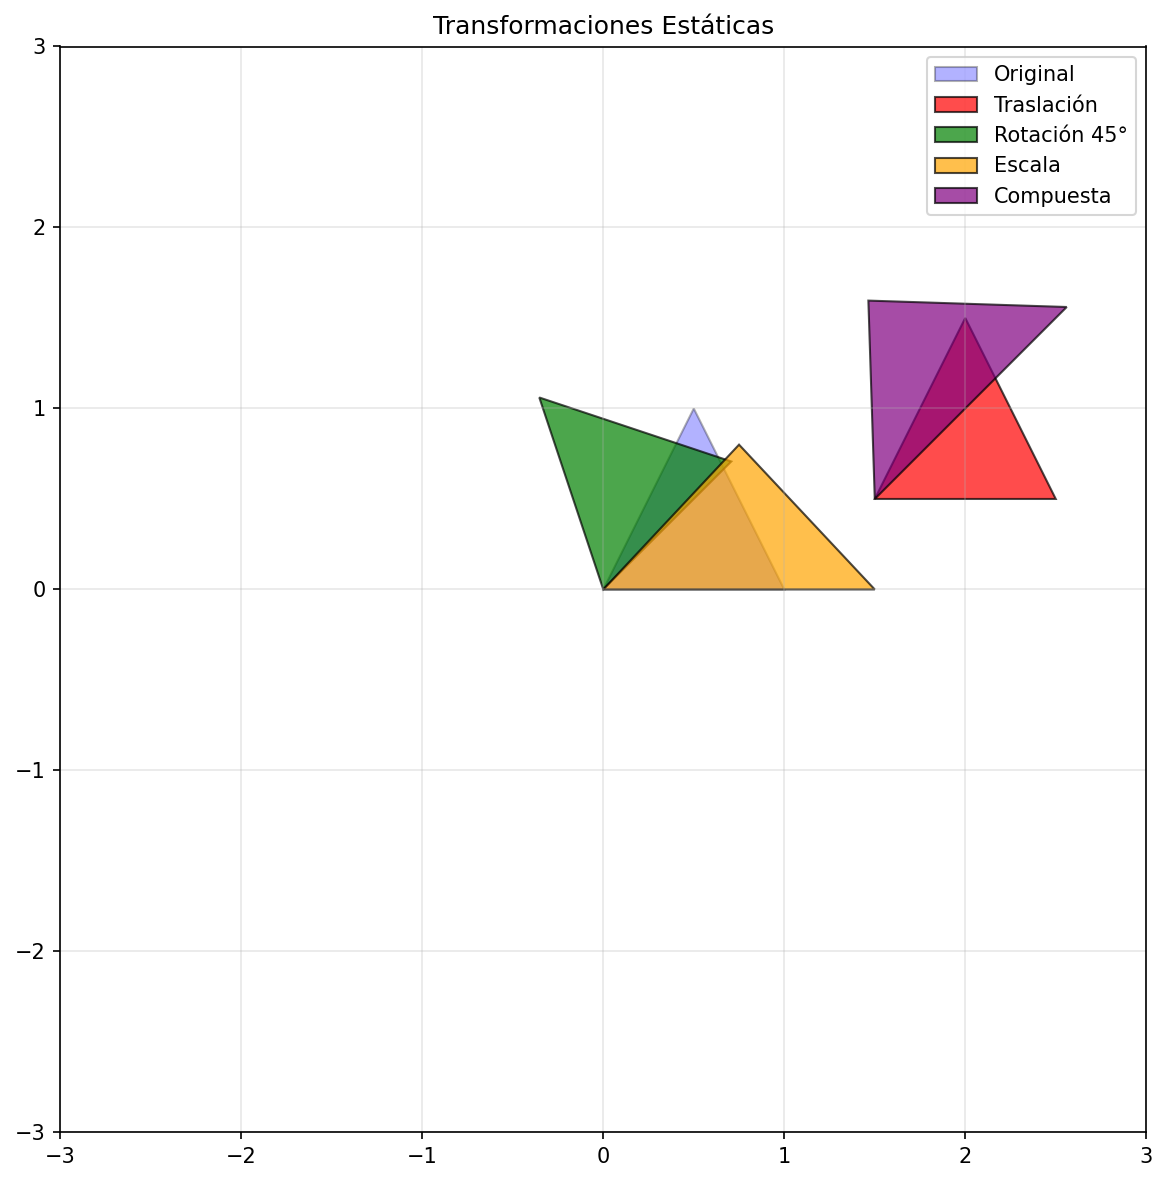 Transformaciones Estáticas
Original
Traslación
Rotación 45°
Escala
Compuesta
3
2
1
0
−1
−2
−3
−3 −2 −1 0 1 2 3